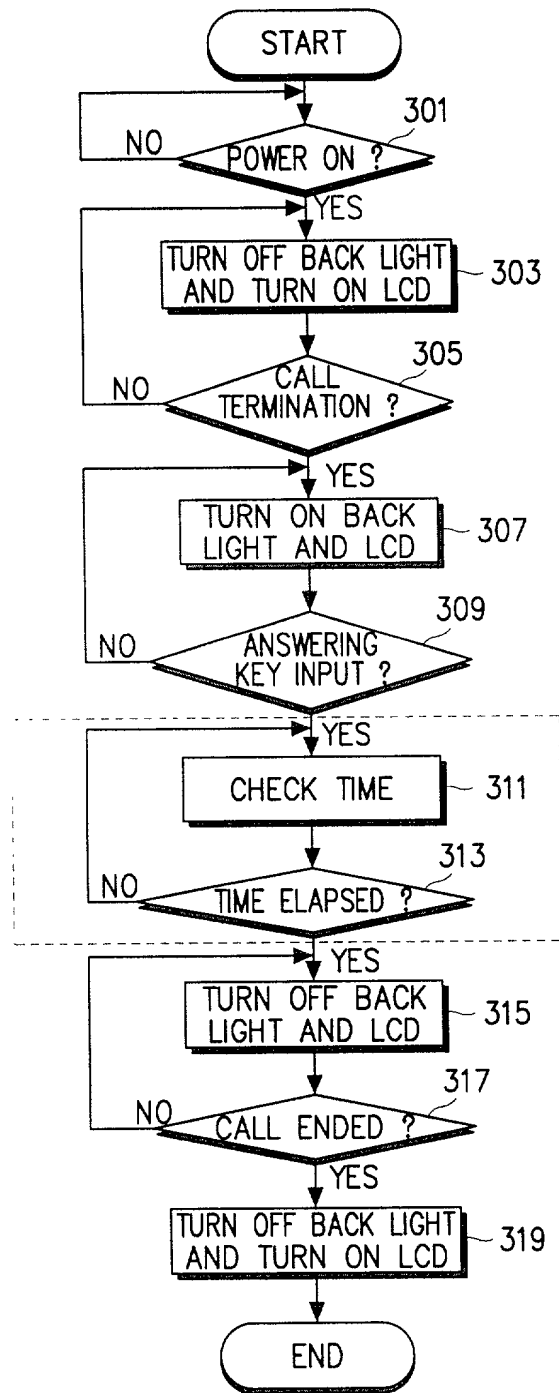 START
301
NO
POWER ON ?
YES
TURN OFF BACK LIGHT
AND TURN ON LCD
303
305
NO
CALL
TERMINATION ?
YES
TURN ON BACK
LIGHT AND LCD
307
309
NO
ANSWERING
KEY INPUT ?
YES
CHECK TIME
311
313
NO
TIME ELAPSED ?
YES
TURN OFF BACK
LIGHT AND LCD
315
317
NO
CALL ENDED ?
YES
TURN OFF BACK LIGHT
AND TURN ON LCD
319
END